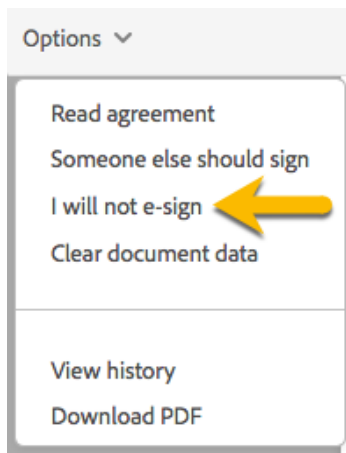 Options
Read agreement
Someone else should sign
I will not e-sign
Clear document data
View history
Download PDF